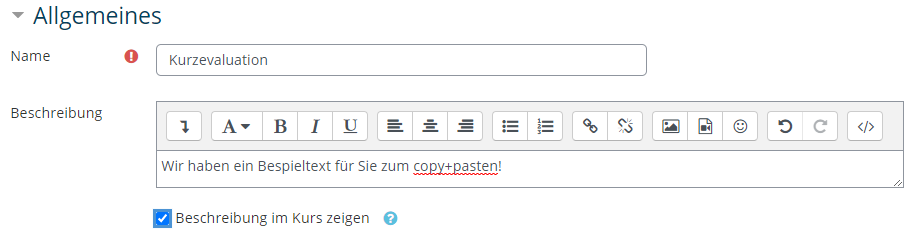 Allgemeines
Name
Kurzevaluation
Beschreibung
A B I U
Wir haben ein Bespieltext für Sie zum copy+pasten!
Beschreibung im Kurs zeigen